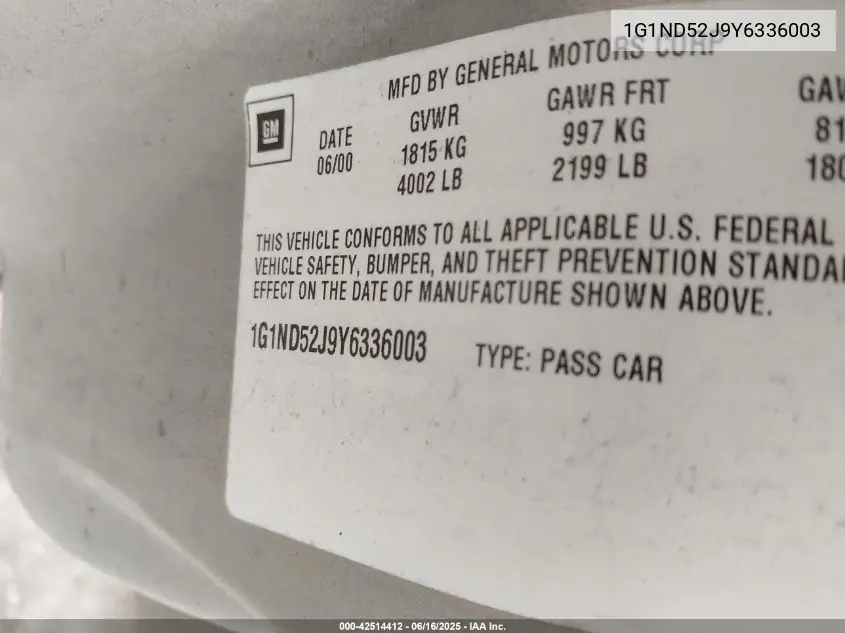 1G1ND52J9Y6336003
MFD BY GENERAL MOTORS CORP
GM
DATE
06/00
GVWR
1815 KG
4002 LB
GAWR FRT
997 KG
2199 LB
THIS VEHICLE CONFORMS TO ALL APPLICABLE U.S. FEDERAL
VEHICLE SAFETY, BUMPER, AND THEFT PREVENTION
EFFECT ON THE DATE OF MANUFACTURE SHOWN ABOVE.
1G1ND52J9Y6336003 TYPE: PASS CAR
000-42514412 - 06/16/2025 - IAA Inc.